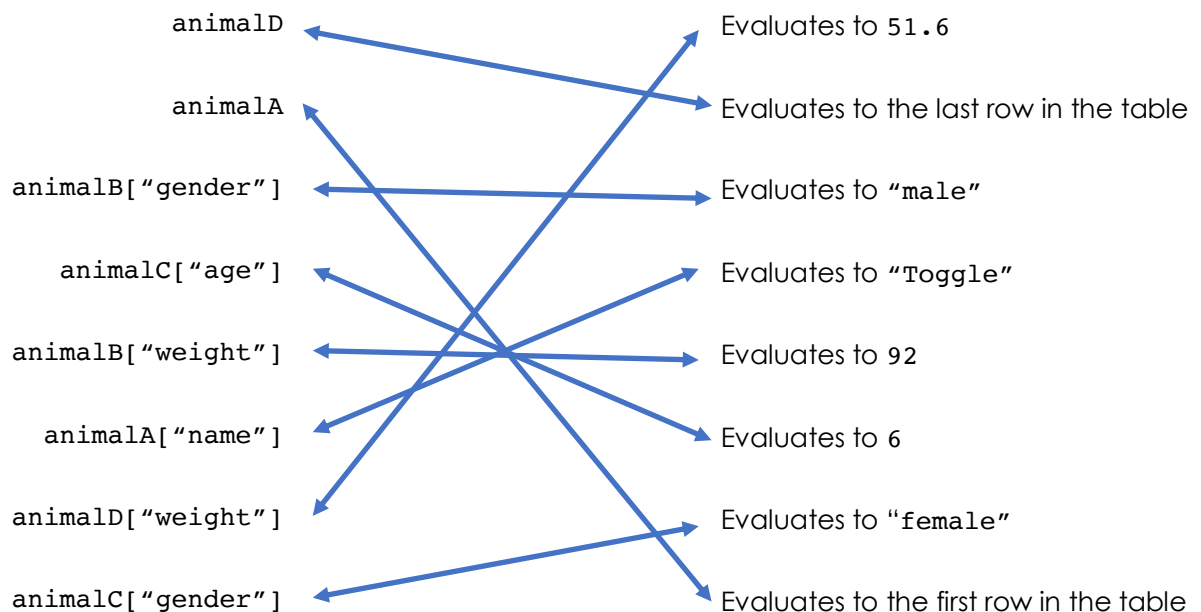 animalD
Evaluates to 51.6
animalA
Evaluates to the last row in the table
animalB[“gender”]
Evaluates to “male”
animalC[“age”]
Evaluates to “Toggle”
animalB[“weight”]
Evaluates to 92
animalA[“name”]
Evaluates to 6
animalD[“weight”]
Evaluates to “female”
animalC[“gender”]
Evaluates to the first row in the table